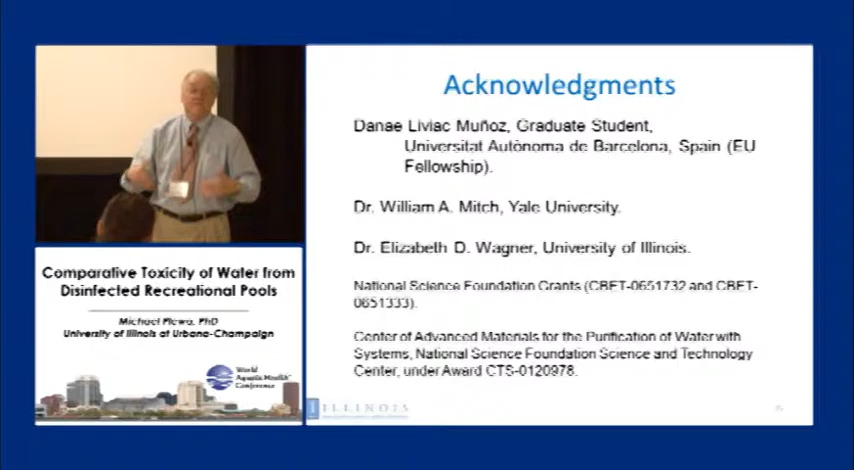 Acknowledgments
Danae Liviac Muñoz, Graduate Student,
Universitat Autònoma de Barcelona, Spain (EU
Fellowship).
Dr. William A. Mitch, Yale University.
Dr. Elizabeth D. Wagner, University of Illinois.
National Science Foundation Grants (CBET-0651732 and CBET-
0651333).
Center of Advanced Materials for the Purification of Water with
Systems, National Science Foundation Science and Technology
Center, under Award CTS-0120978.
ILLINOIS
Comparative Toxicity of Water from
Disinfected Recreational Pools
Michael Plewa, PhD
University of Illinois at Urbana-Champaign
World
Aquatic Health
Conference